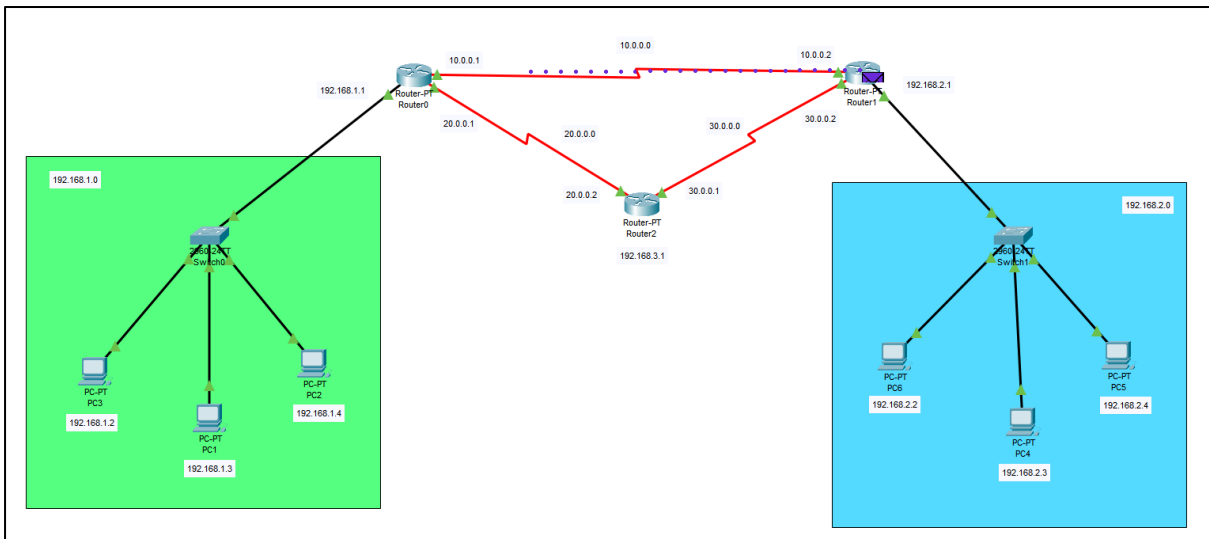 10.0.0.0
10.0.0.1
10.0.0.2
192.168.1.1
Router-PT
Router0
Router-PT
Router1
192.168.2.1
20.0.0.1
20.0.0.0
30.0.0.0
30.0.0.2
20.0.0.2
30.0.0.1
Router-PT
Router2
192.168.3.1
192.168.1.0
2960-24TT
Switch0
PC-PT
PC3
192.168.1.2
PC-PT
PC1
192.168.1.3
PC-PT
PC2
192.168.1.4
192.168.2.0
2960-24TT
Switch1
PC-PT
PC6
192.168.2.2
PC-PT
PC4
192.168.2.3
PC-PT
PC5
192.168.2.4